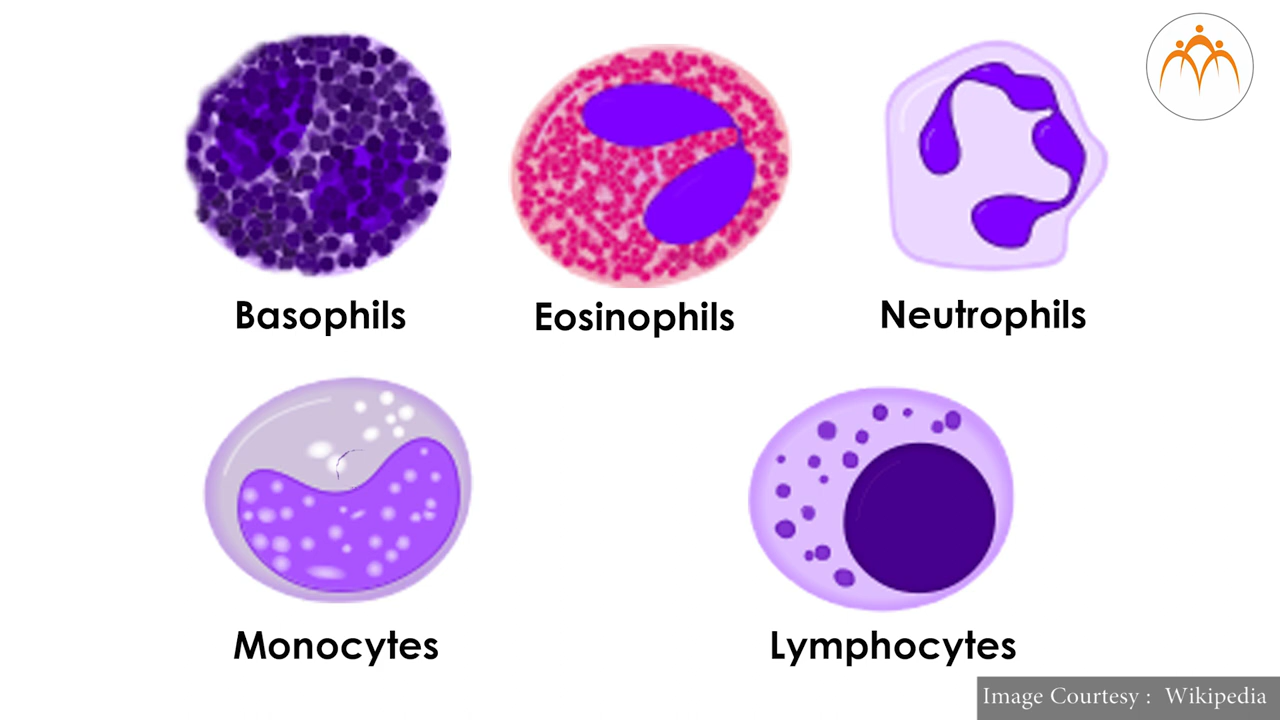 Basophils
Eosinophils
Neutrophils
Monocytes
Lymphocytes
Image Courtesy : Wikipedia